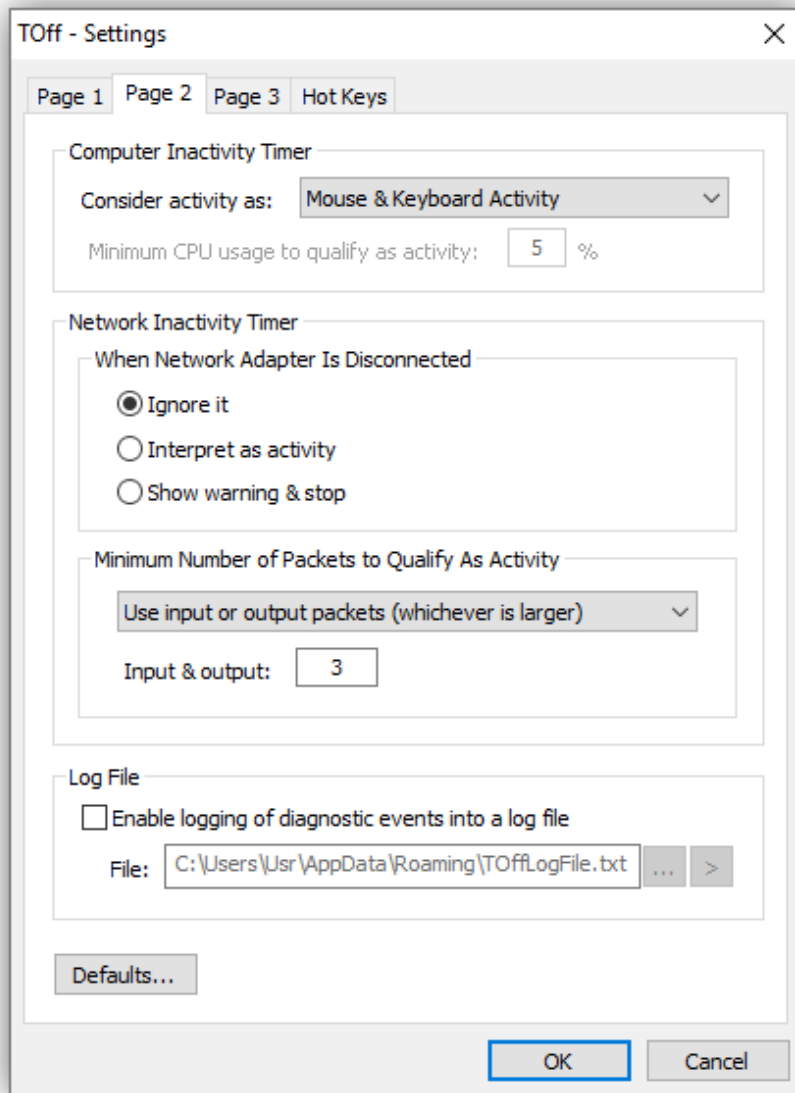 TOff - Settings
Page 1 Page 2 Page 3 Hot Keys
Computer Inactivity Timer
Consider activity as: Mouse & Keyboard Activity
Minimum CPU usage to qualify as activity: 5 %
Network Inactivity Timer
When Network Adapter Is Disconnected
Ignore it
Interpret as activity
Show warning & stop
Minimum Number of Packets to Qualify As Activity
Use input or output packets (whichever is larger)
Input & output: 3
Log File
Enable logging of diagnostic events into a log file
File: C:\Users\Usr\AppData\Roaming\TOffLogFile.txt ... >
Defaults...
OK Cancel